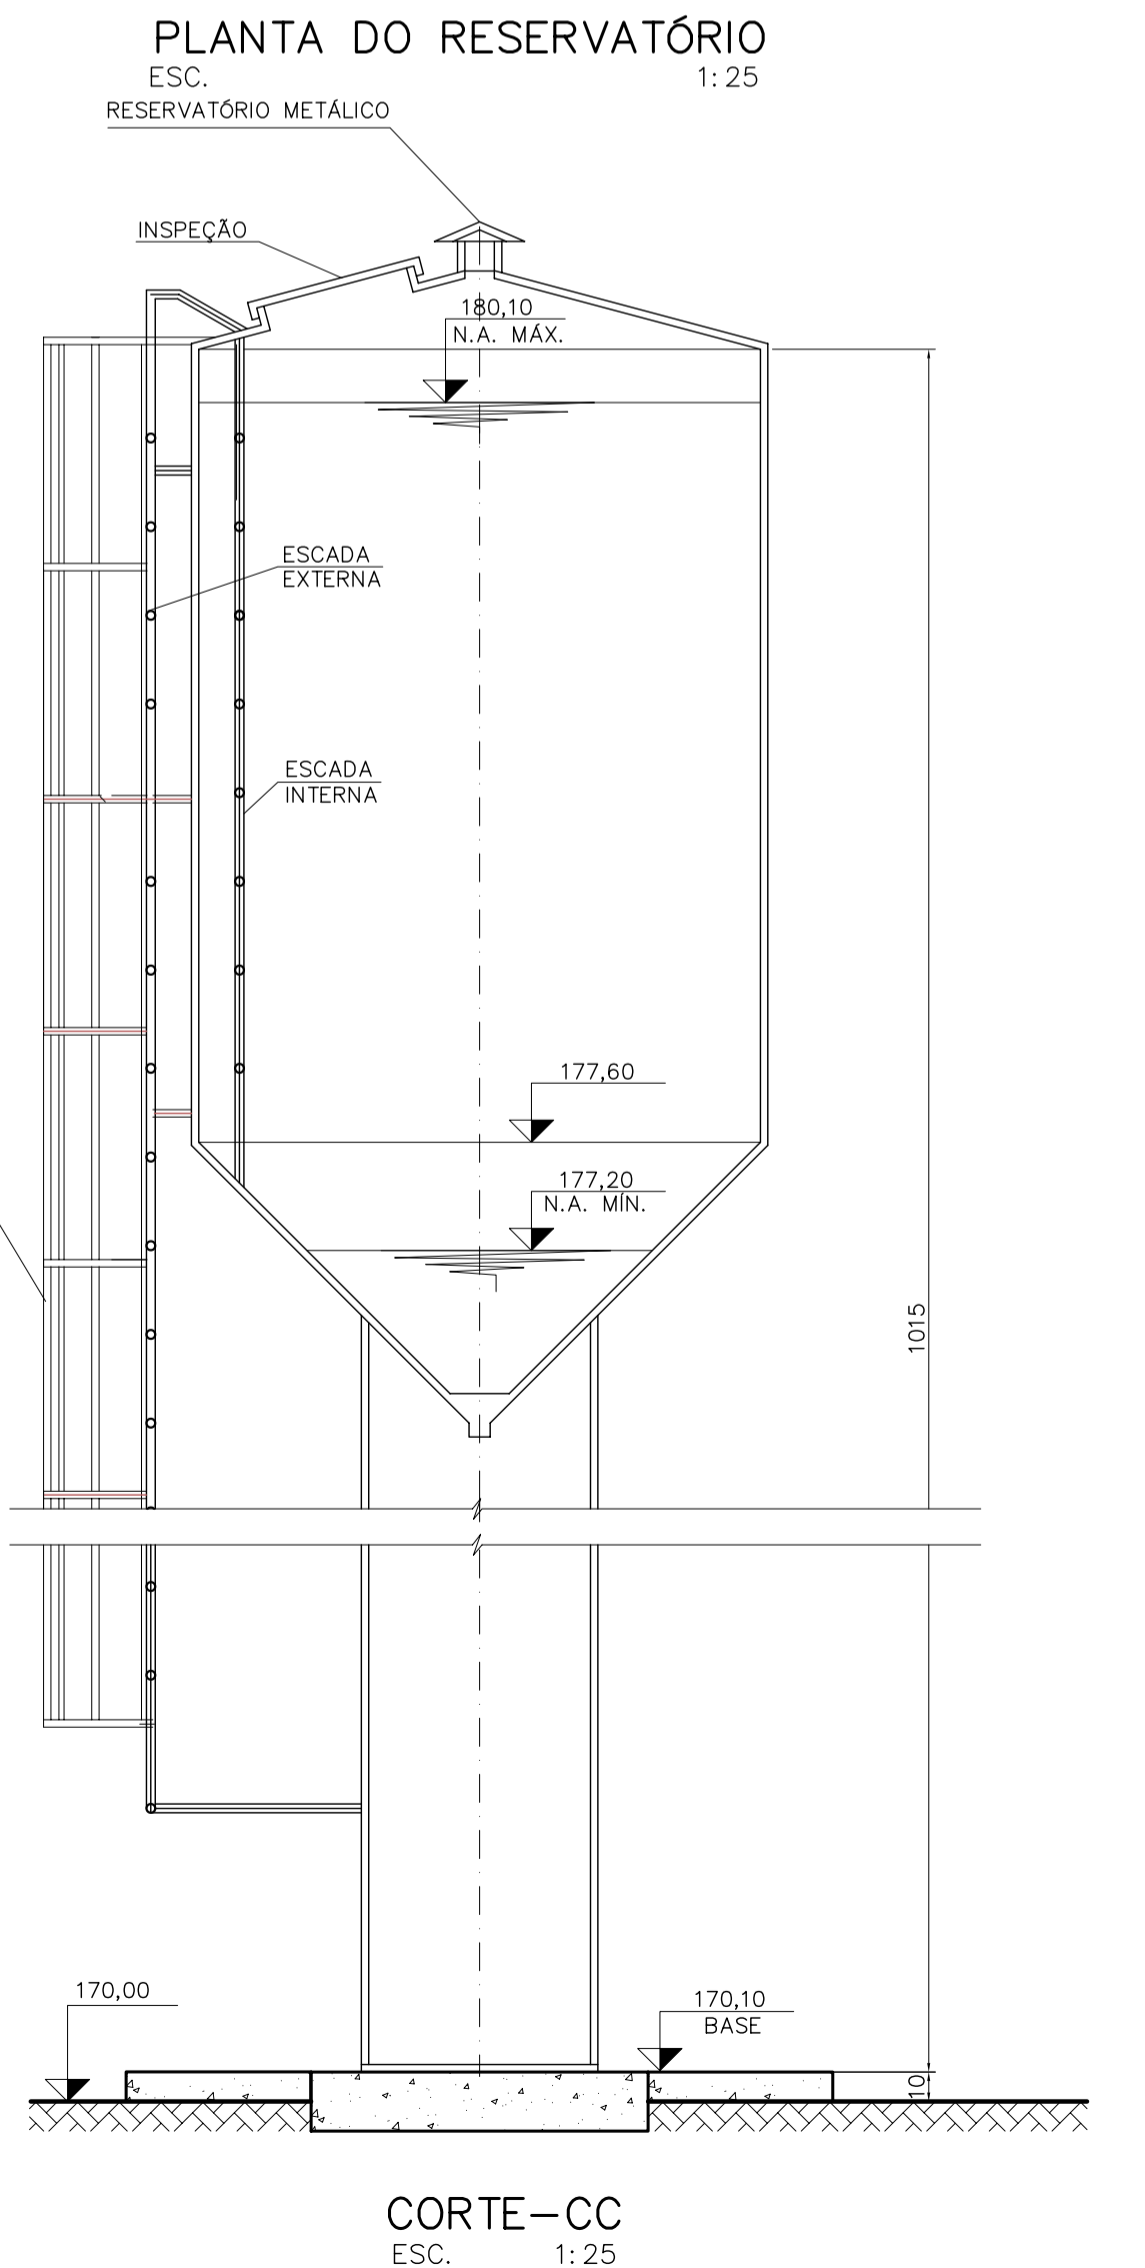 PLANTA DO RESERVATÓRIO
ESC. 1:25
RESERVATÓRIO METÁLICO
INSPEÇÃO
180,10
N.A. MÁX.
ESCADA
EXTERNA
ESCADA
INTERNA
177,60
177,20
N.A. MÍN.
1015
170,00
170,10
BASE
10
CORTE-CC
ESC. 1:25